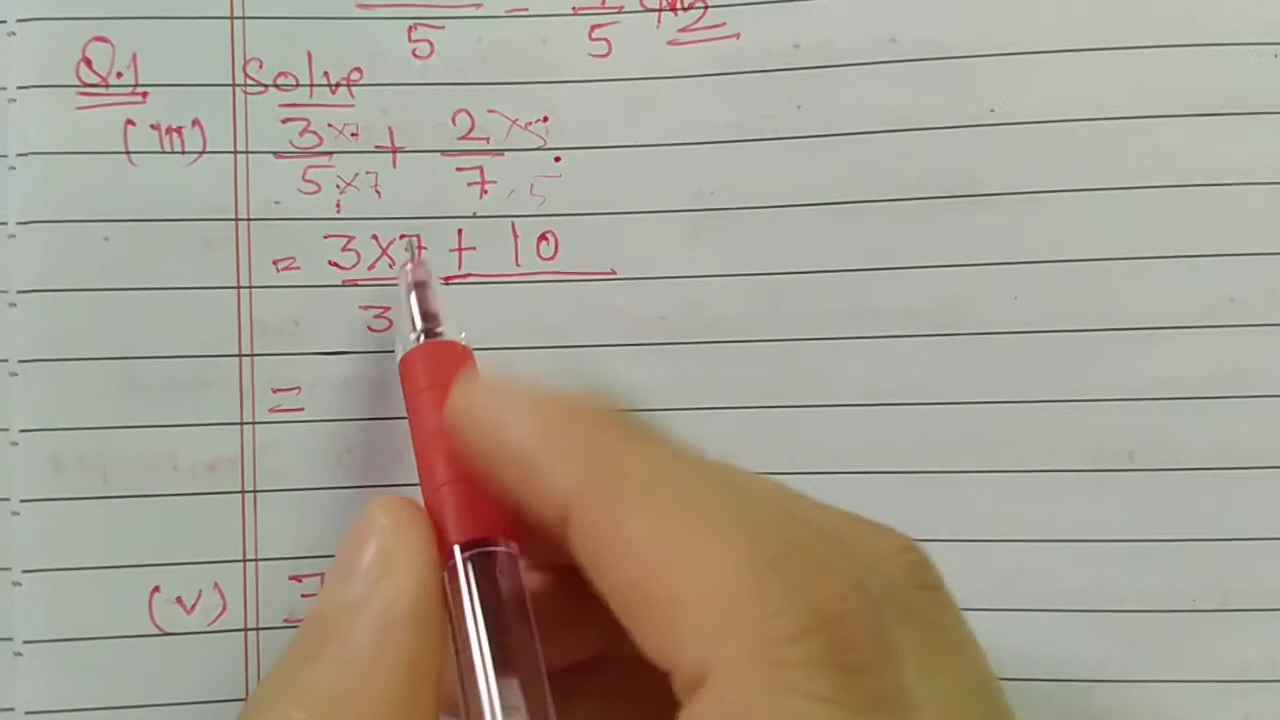 5 - 5
Q.1 Solve
(iii) 3×7 + 2×5
5×7 7.5
= 3×7 + 10
3
=
(v)